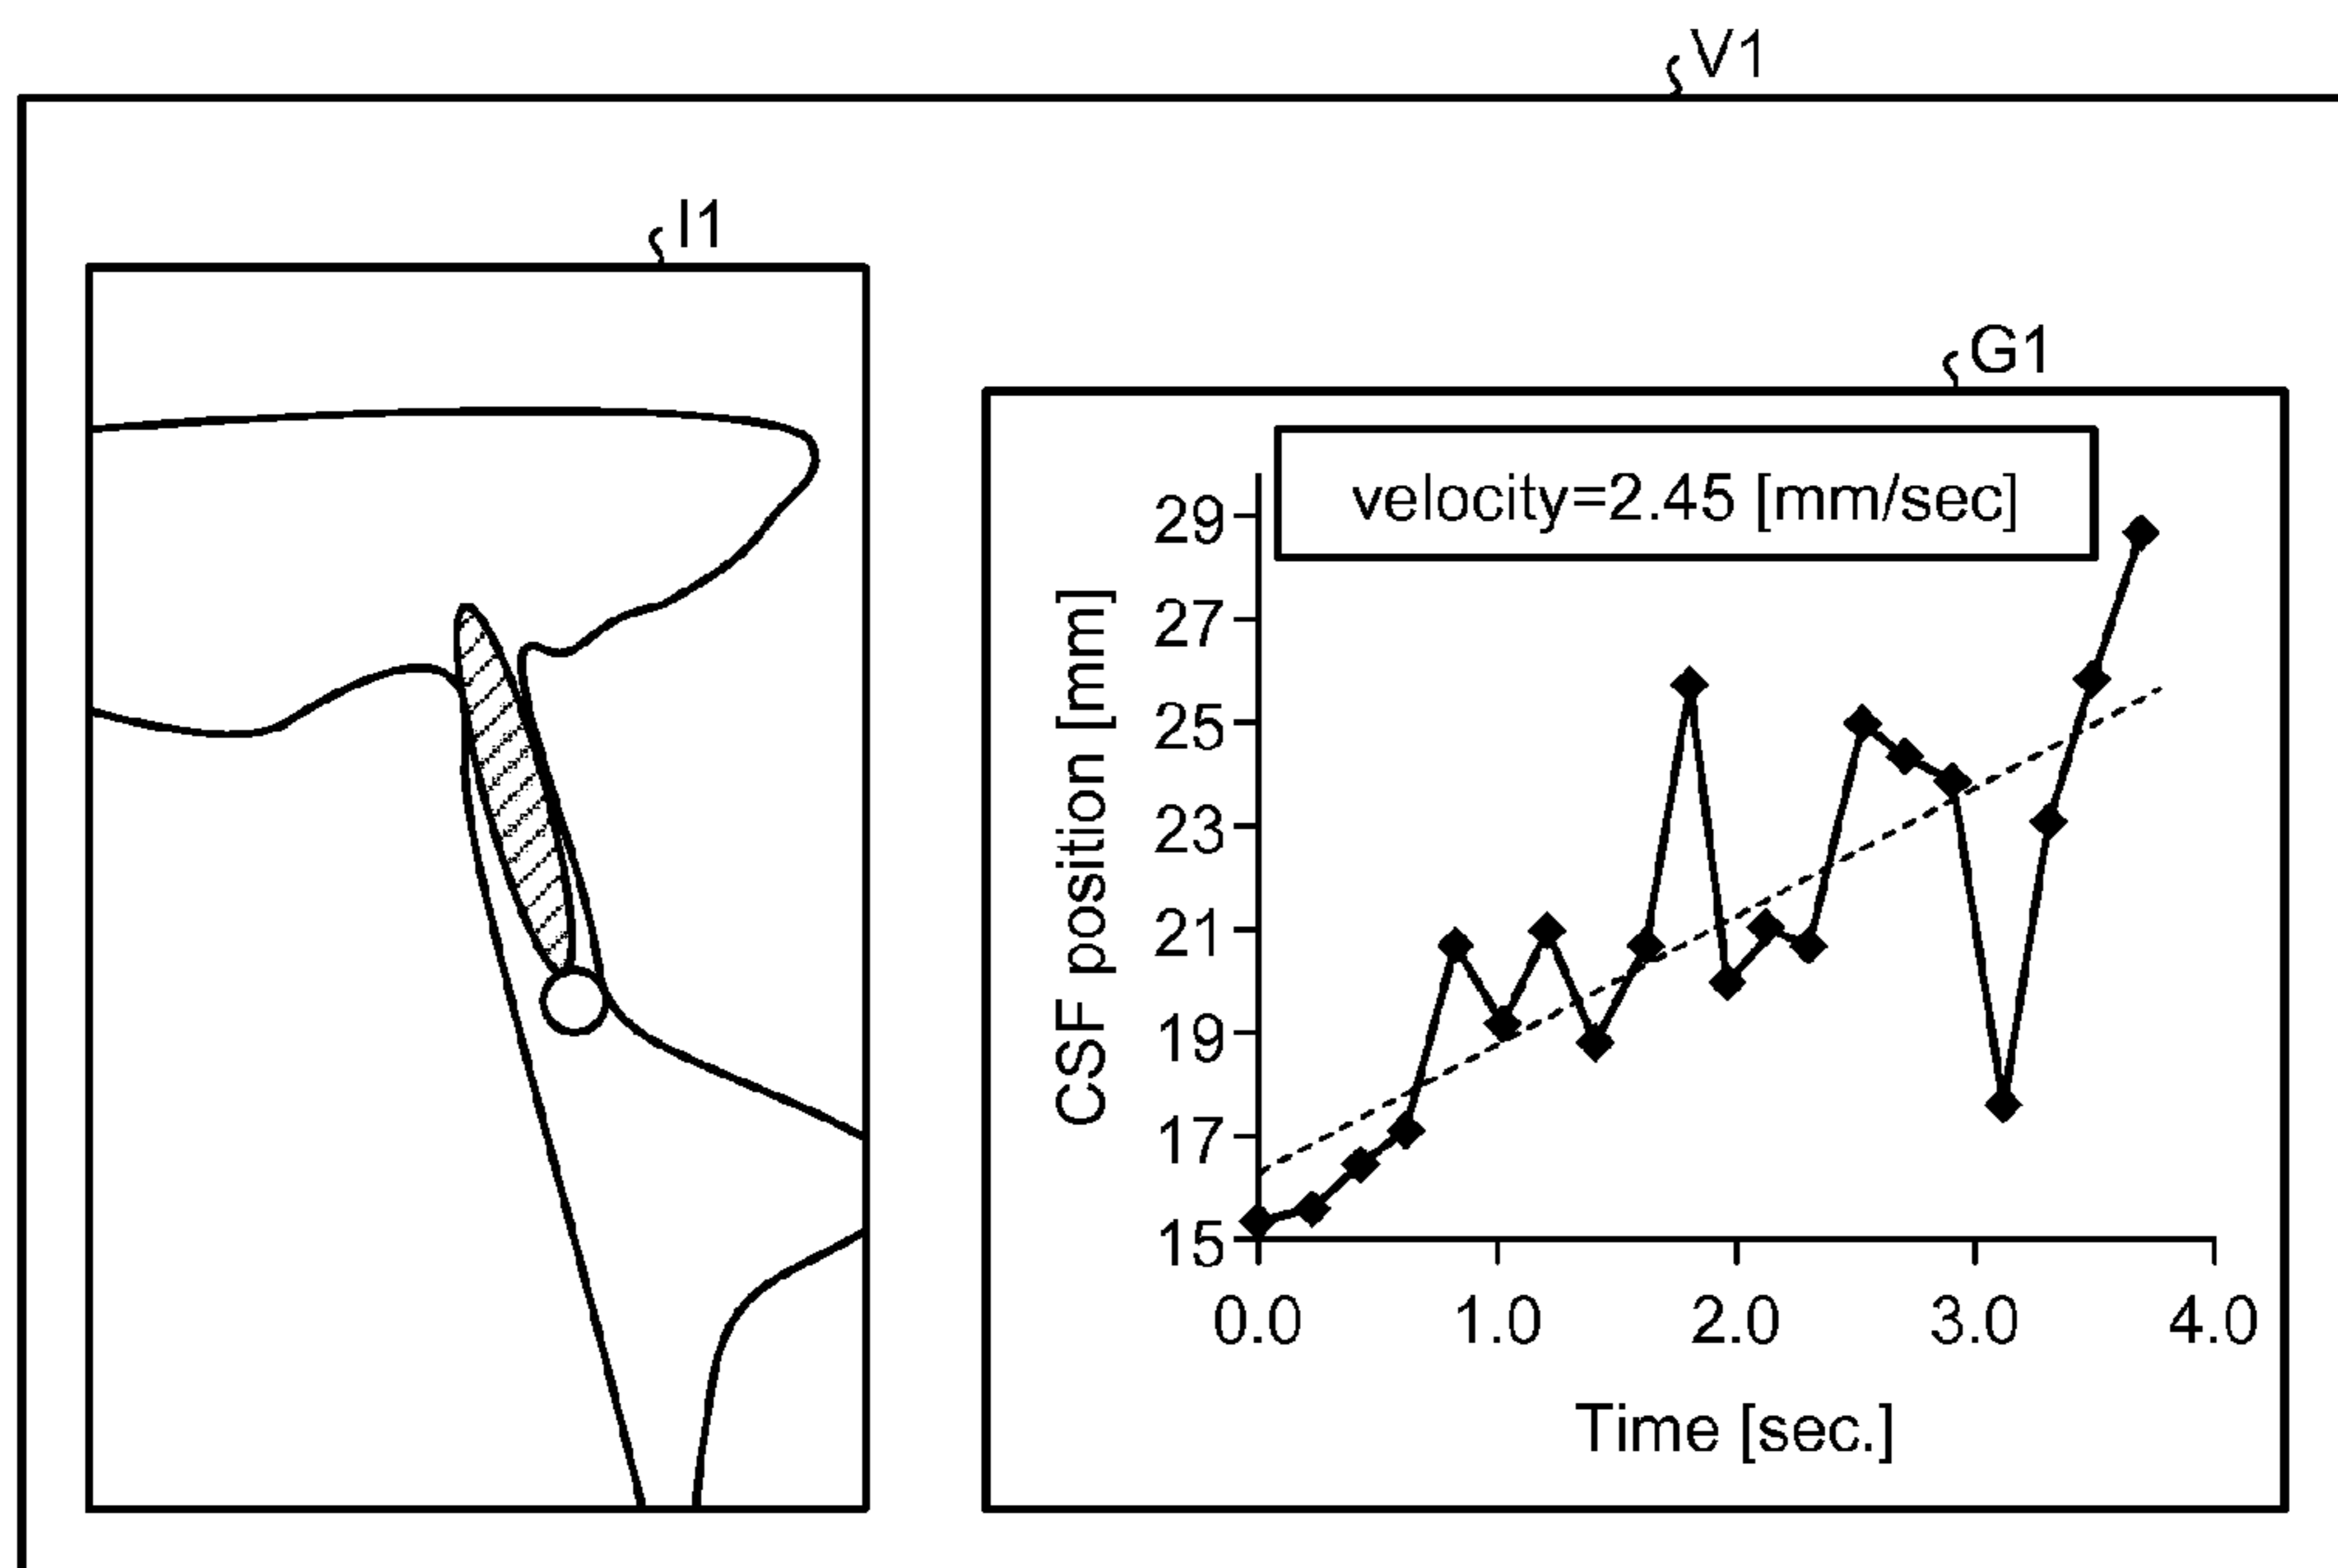 V1
I1
G1
velocity=2.45 [mm/sec]
CSF position [mm]
29
27
25
23
21
19
17
15
0.0 1.0 2.0 3.0 4.0
Time [sec.]